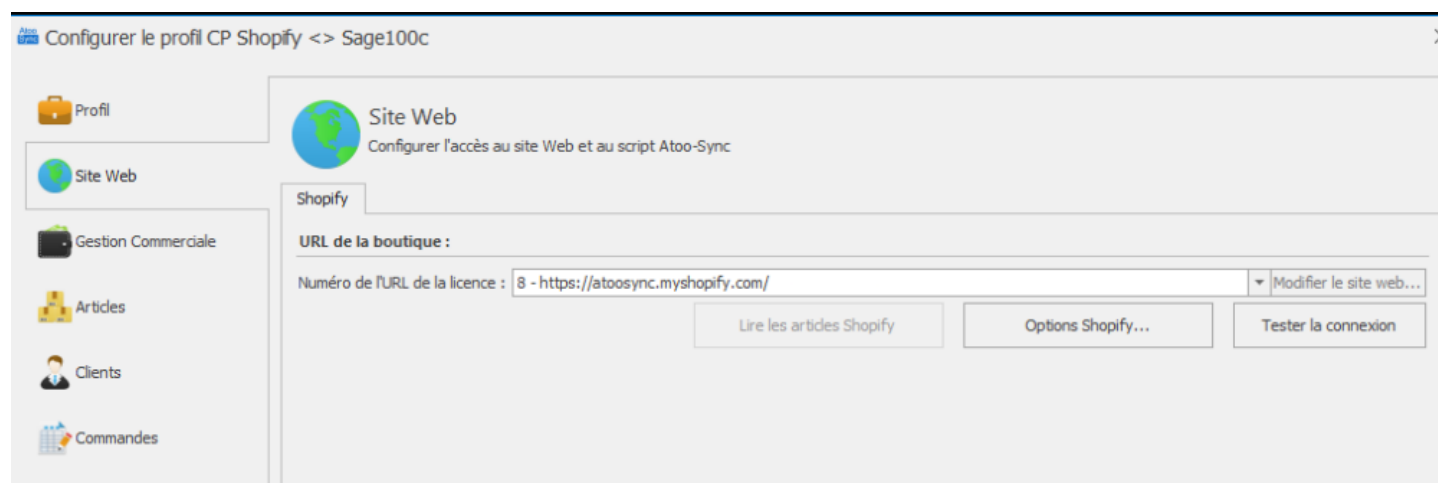 Atoo Sync Configurer le profil CP Shopify <> Sage100c
Profil
Site Web
Gestion Commerciale
Articles
Clients
Commandes
Site Web
Configurer l'accès au site Web et au script Atoo-Sync
Shopify
URL de la boutique :
Numéro de l'URL de la licence : 8 - https://atoosync.myshopify.com/ Modifier le site web...
Lire les articles Shopify Options Shopify... Tester la connexion